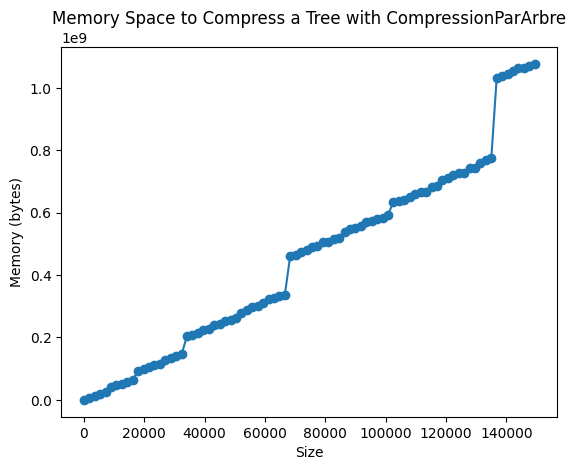 Memory Space to Compress a Tree with CompressionParArbre
1e9
1.0
0.8
0.6
0.4
0.2
0.0
Memory (bytes)
0 20000 40000 60000 80000 100000 120000 140000
Size